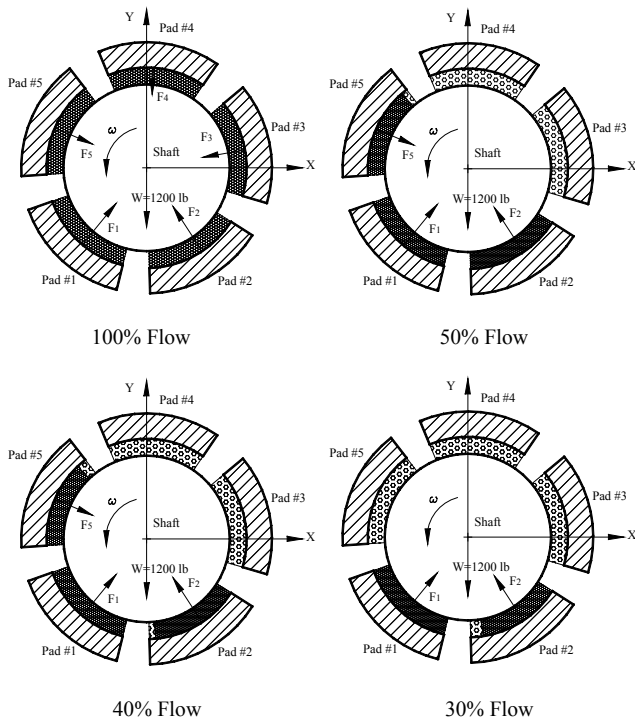 Y
Pad #4
Pad #5
Pad #3
F4
F3
F5
ω
Shaft
X
W=1200 lb
F1
F2
Pad #1
Pad #2
100% Flow
Y
Pad #4
Pad #5
Pad #3
F5
ω
Shaft
X
W=1200 lb
F1
F2
Pad #1
Pad #2
50% Flow
Y
Pad #4
Pad #5
Pad #3
F5
ω
Shaft
X
W=1200 lb
F1
F2
Pad #1
Pad #2
40% Flow
Y
Pad #4
Pad #5
Pad #3
ω
Shaft
X
W=1200 lb
F1
F2
Pad #1
Pad #2
30% Flow